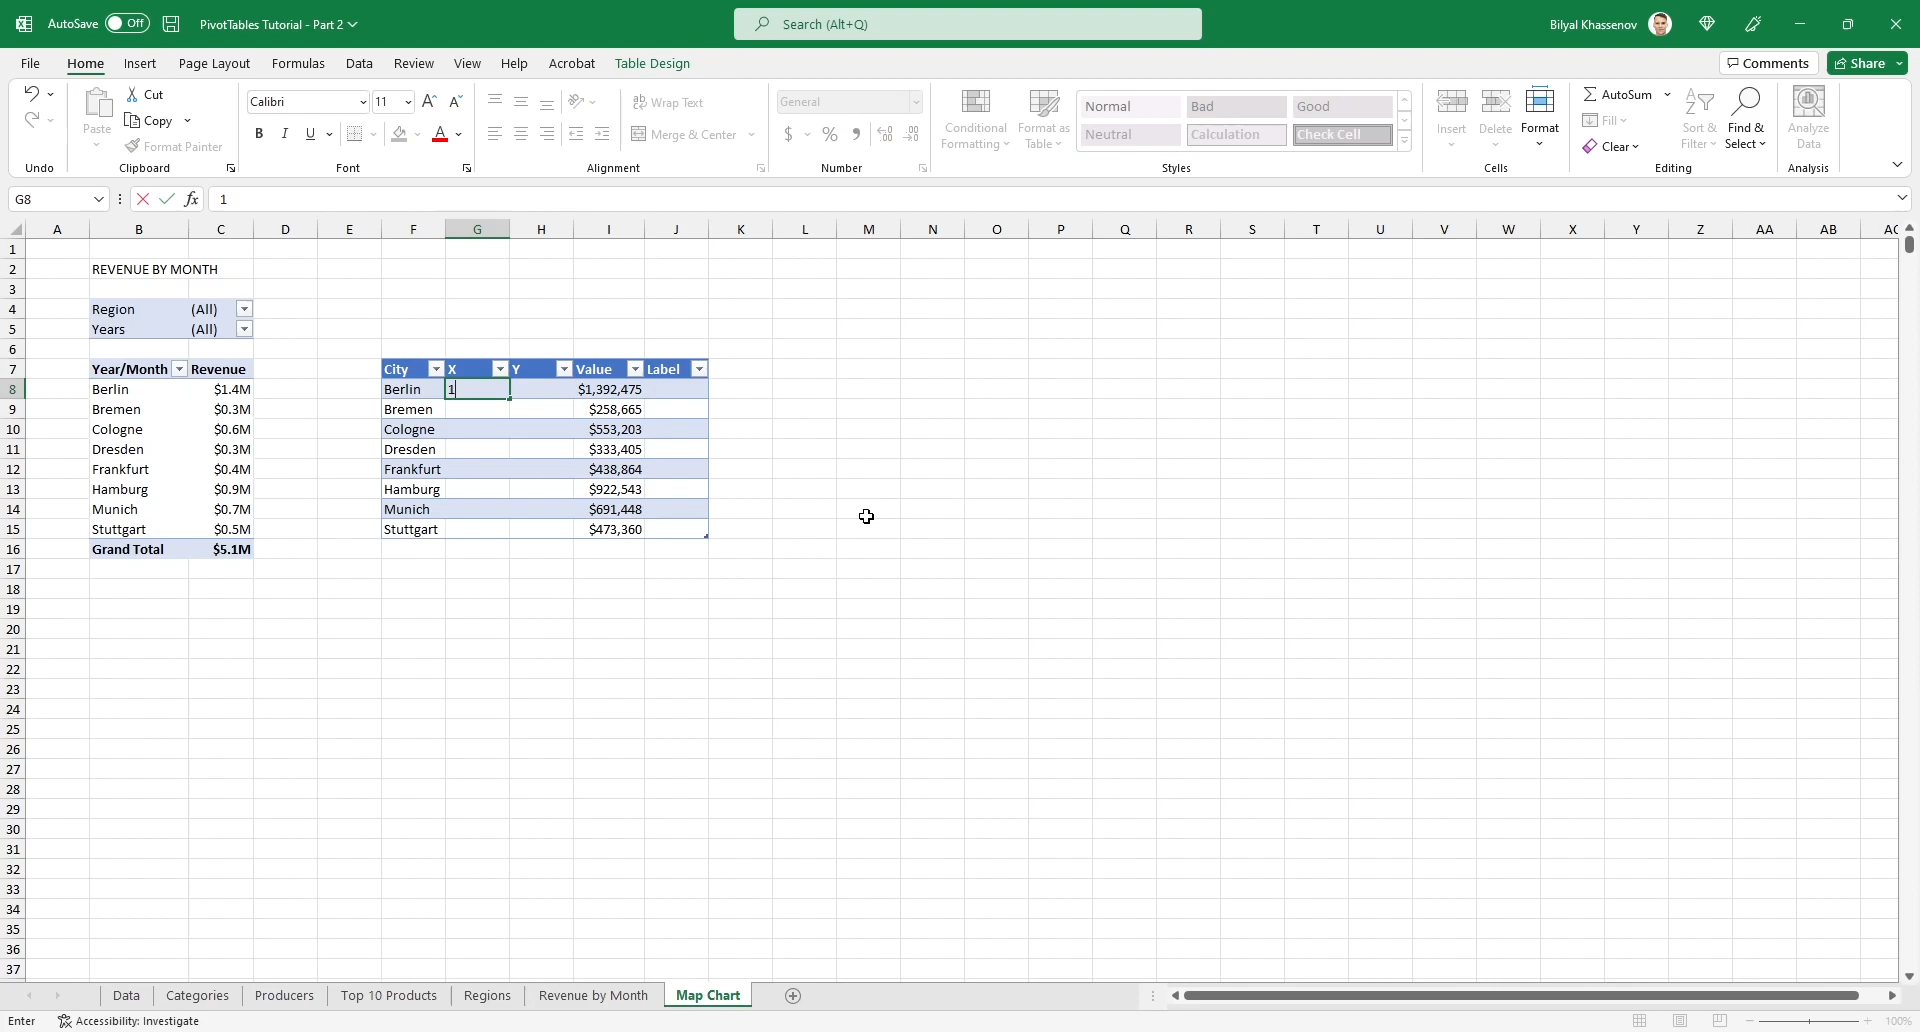 AutoSave Off PivotTables Tutorial - Part 2 Search (Alt+Q) Bilyal Khassenov
File Home Insert Page Layout Formulas Data Review View Help Acrobat Table Design Comments Share
Cut Calibri 11 Wrap Text General Normal Bad Good AutoSum
Paste Copy Conditional Formatting Format as Table Insert Delete Format Fill Sort & Filter Find & Select Analyze Data
Format Painter B I U Merge & Center $ % Neutral Calculation Check Cell Clear
Undo Clipboard Font Alignment Number Styles Cells Editing Analysis
G8 fx 1
A B C D E F G H I J K L M N O P Q R S T U V W X Y Z AA AB AC
1
2 REVENUE BY MONTH
3
4 Region (All)
5 Years (All)
6
7 Year/Month Revenue City X Y Value Label
8 Berlin $1.4M Berlin 1 $1,392,475
9 Bremen $0.3M Bremen $258,665
10 Cologne $0.6M Cologne $553,203
11 Dresden $0.3M Dresden $333,405
12 Frankfurt $0.4M Frankfurt $438,864
13 Hamburg $0.9M Hamburg $922,543
14 Munich $0.7M Munich $691,448
15 Stuttgart $0.5M Stuttgart $473,360
16 Grand Total $5.1M
17
18
19
20
21
22
23
24
25
26
27
28
29
30
31
32
33
34
35
36
37
Data Categories Producers Top 10 Products Regions Revenue by Month Map Chart
Enter Accessibility: Investigate 100%